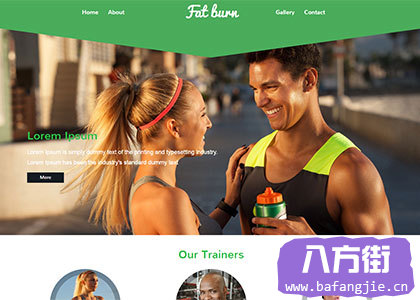 Home About Fat burn Gallery Contact
Lorem Ipsum
Lorem Ipsum is simply dummy text of the printing and typesetting industry.
Lorem Ipsum has been the industry's standard dummy text
More
Our Trainers
八方街
www.bafangjie.cn